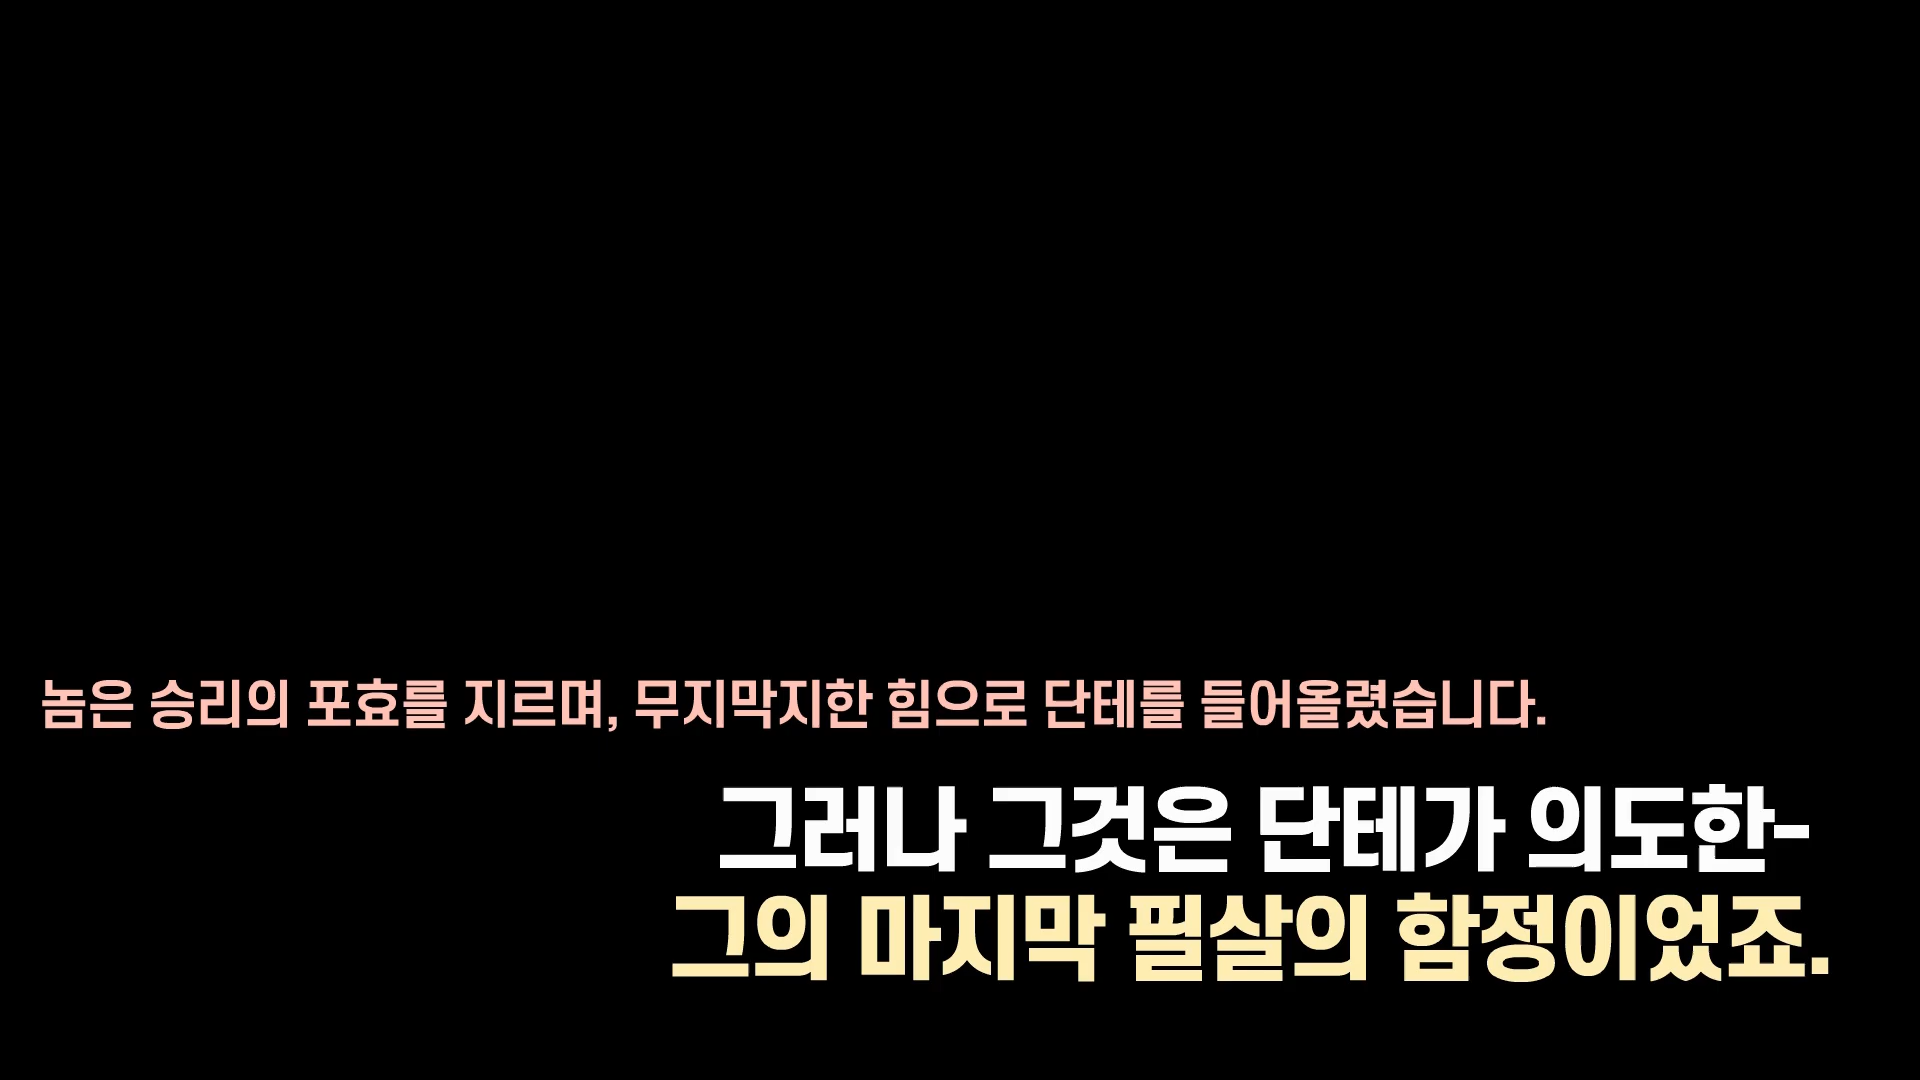 놈은 승리의 포효를 지르며, 무지막지한 힘으로 단테를 들어올렸습니다.
그러나 그것은 단테가 의도한-
그의 마지막 필살의 함정이었죠.